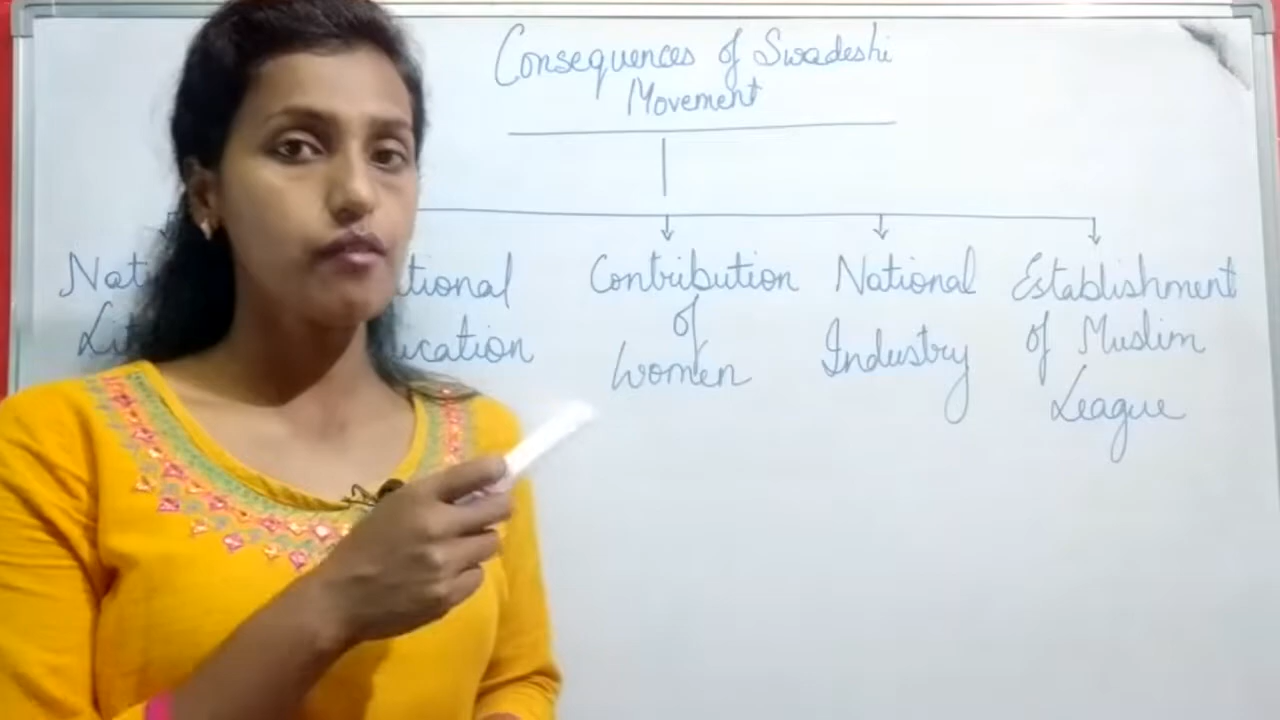 Consequences of Swadeshi
Movement
Contribution
of
Women
National
Industry
Establishment
of Muslim
League